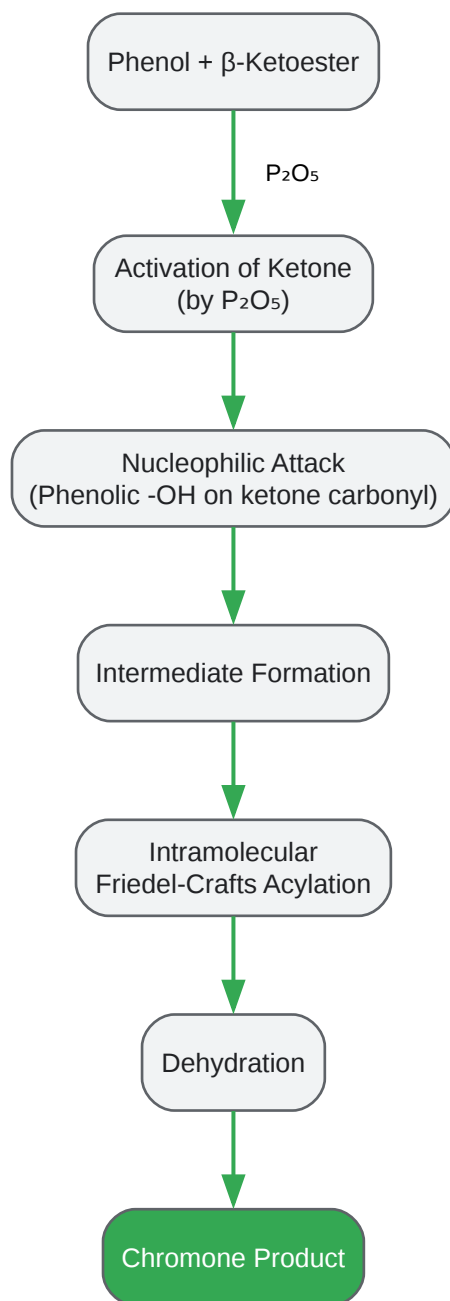 Phenol + β-Ketoester
P₂O₅
Activation of Ketone
(by P₂O₅)
Nucleophilic Attack
(Phenolic -OH on ketone carbonyl)
Intermediate Formation
Intramolecular
Friedel-Crafts Acylation
Dehydration
Chromone Product